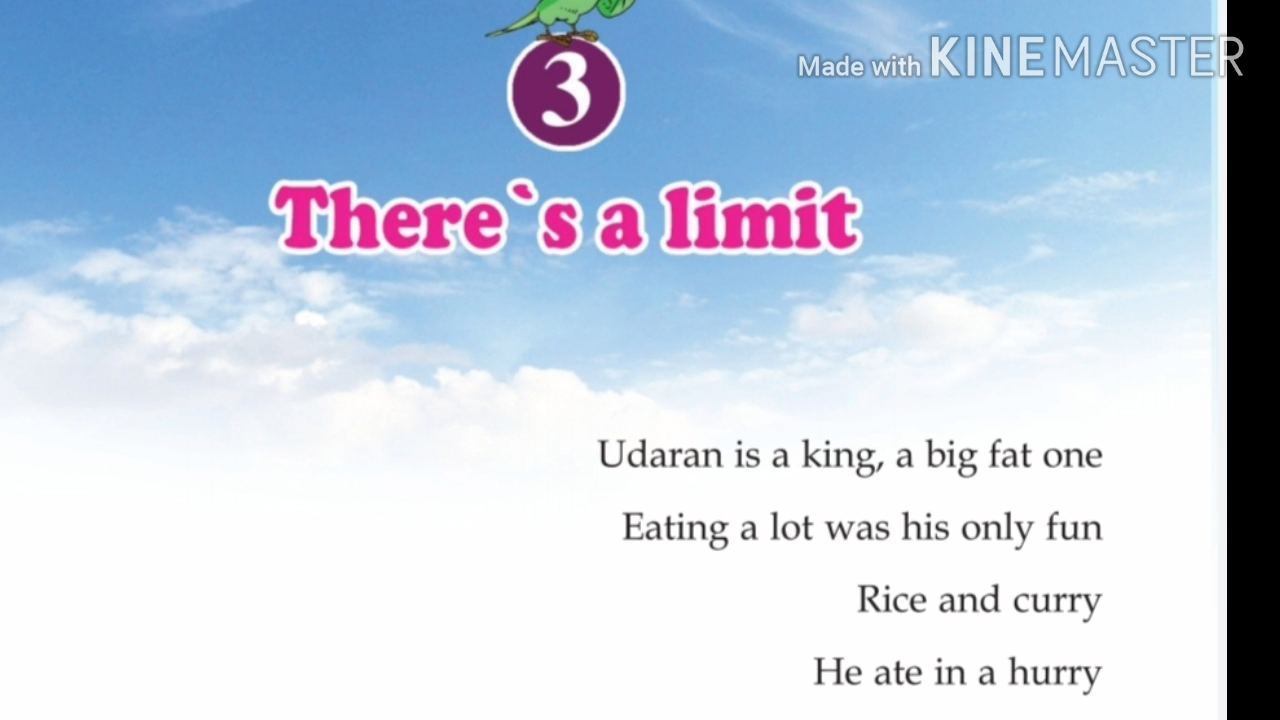 Made with KINEMASTER
3
There`s a limit
Udaran is a king, a big fat one
Eating a lot was his only fun
Rice and curry
He ate in a hurry